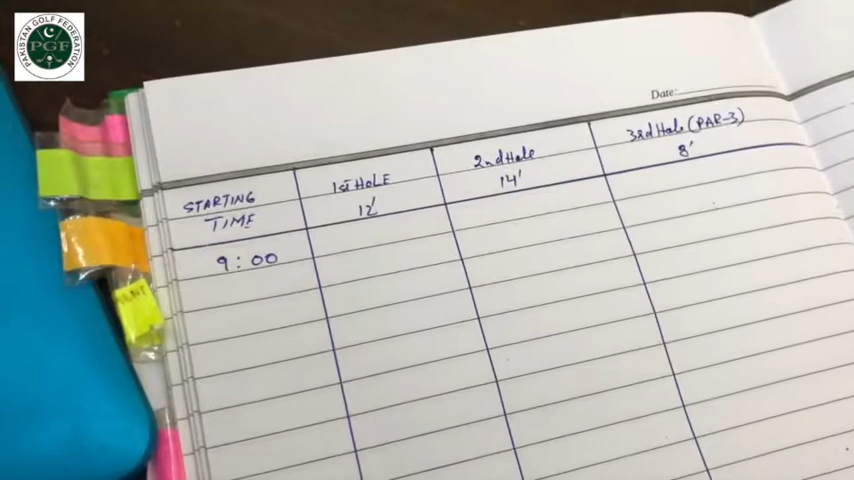 PAKISTAN GOLF FEDERATION
PGF
Date:
STARTING TIME
1st HOLE
12'
2nd Hole
14'
3rd Hole (PAR-3)
8'
9:00